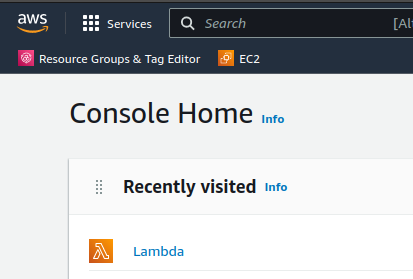 aws
Services
Search
[Al
Resource Groups & Tag Editor
EC2
Console Home Info
Recently visited Info
Lambda